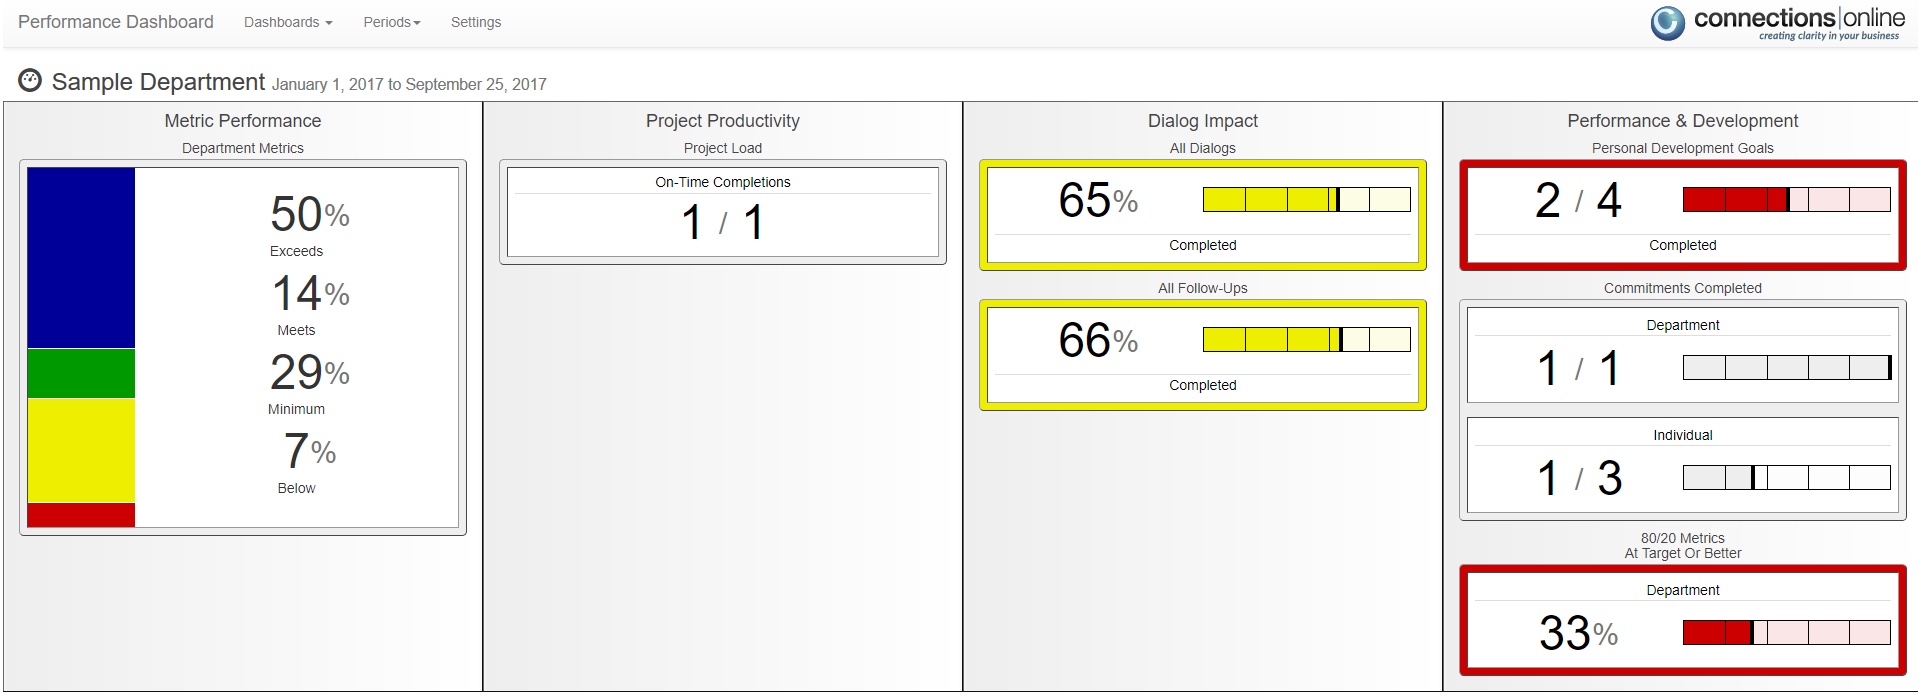 Performance Dashboard Dashboards Periods Settings
connections|online
creating clarity in your business
Sample Department January 1, 2017 to September 25, 2017
Metric Performance
Department Metrics
50%
Exceeds
14%
Meets
29%
Minimum
7%
Below
Project Productivity
Project Load
On-Time Completions
1 / 1
Dialog Impact
All Dialogs
65%
Completed
All Follow-Ups
66%
Completed
Performance & Development
Personal Development Goals
2 / 4
Completed
Commitments Completed
Department
1 / 1
Individual
1 / 3
80/20 Metrics
At Target Or Better
Department
33%